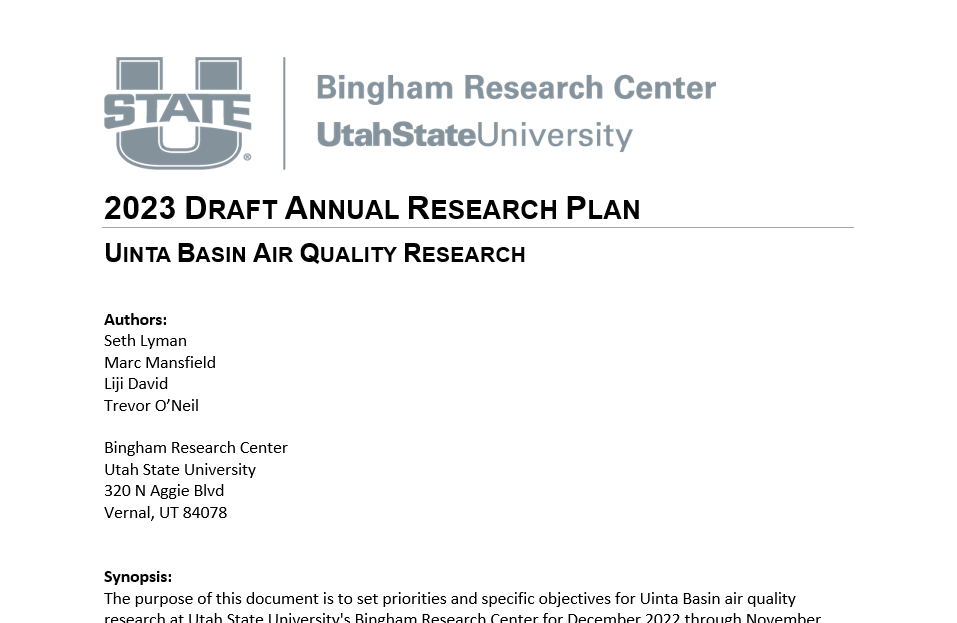 STATE
®
Bingham Research Center
UtahStateUniversity
2023 DRAFT ANNUAL RESEARCH PLAN
UINTA BASIN AIR QUALITY RESEARCH
Authors:
Seth Lyman
Marc Mansfield
Liji David
Trevor O’Neil
Bingham Research Center
Utah State University
320 N Aggie Blvd
Vernal, UT 84078
Synopsis:
The purpose of this document is to set priorities and specific objectives for Uinta Basin air quality
research at Utah State University's Bingham Research Center for December 2022 through November